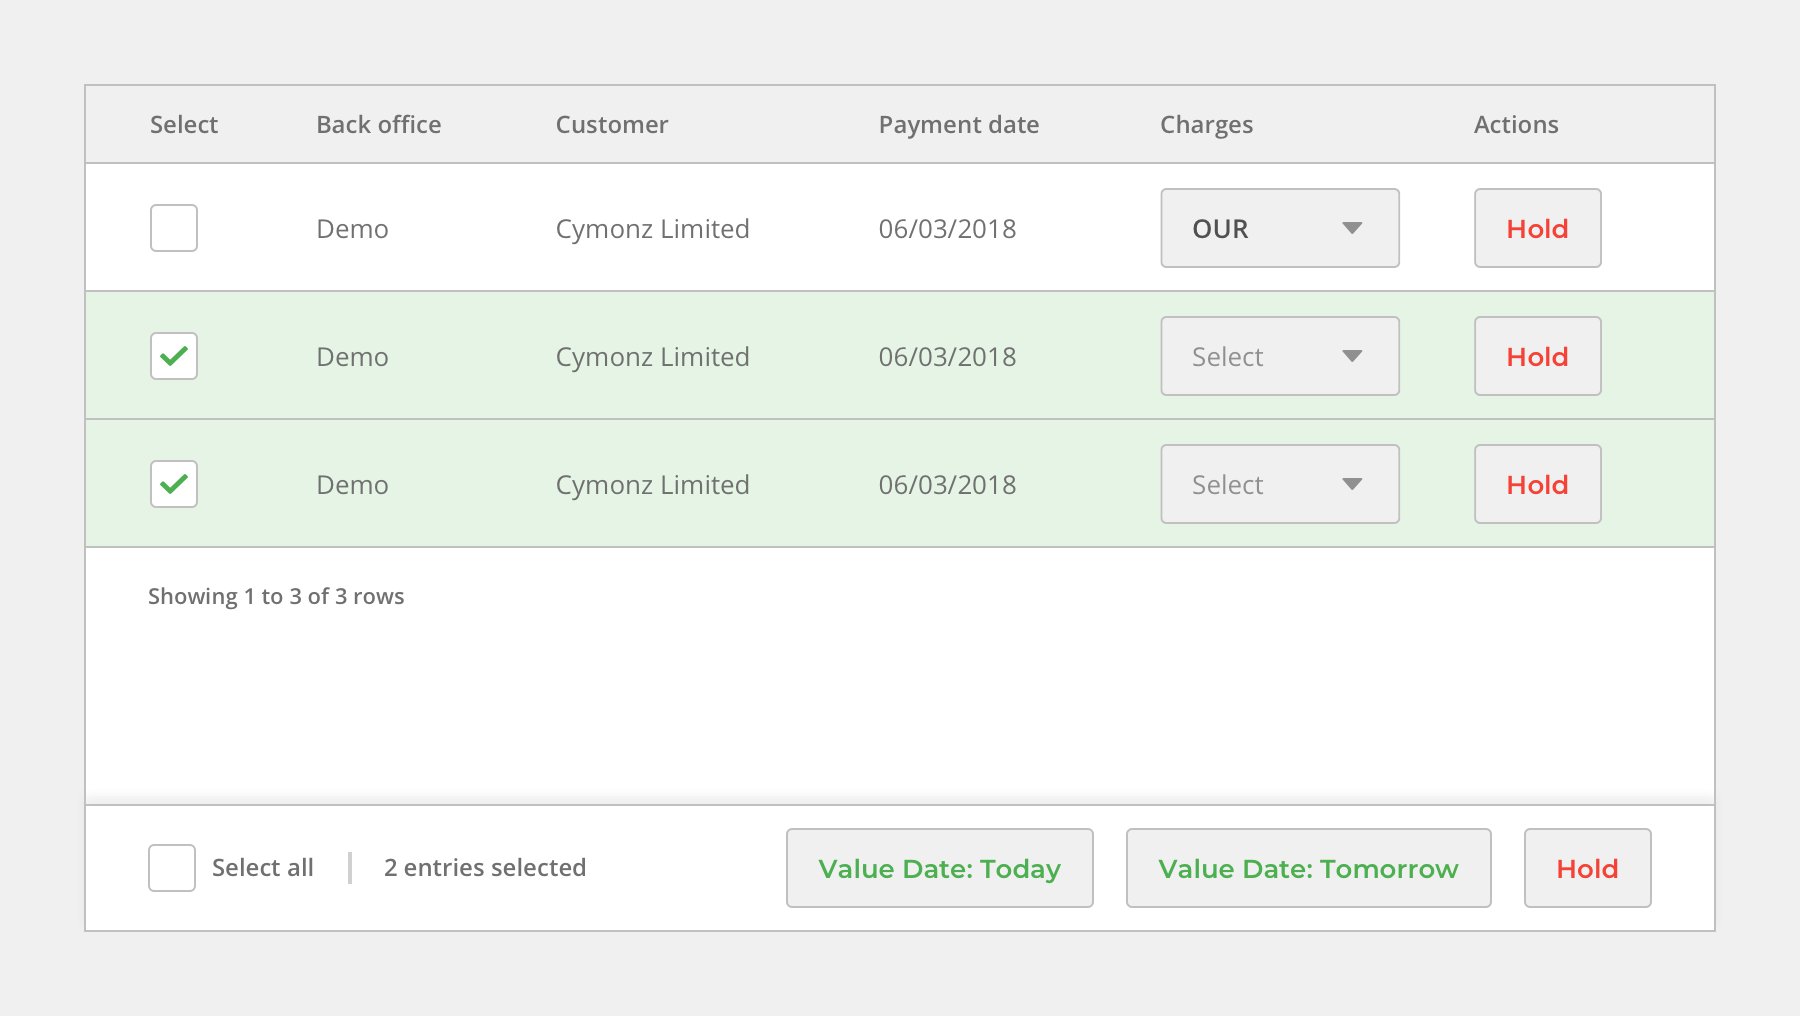 Select Back office Customer Payment date Charges Actions
Demo Cymonz Limited 06/03/2018 OUR Hold
Demo Cymonz Limited 06/03/2018 Select Hold
Demo Cymonz Limited 06/03/2018 Select Hold
Showing 1 to 3 of 3 rows
Select all 2 entries selected Value Date: Today Value Date: Tomorrow Hold